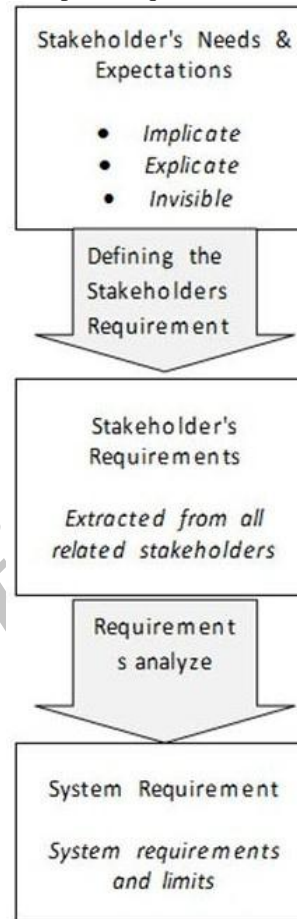 Stakeholder's Needs &
Expectations
• Implicate
• Explicate
• Invisible
Defining the
Stakeholders
Requirement
Stakeholder's
Requirements
Extracted from all
related stakeholders
Requirement
s analyze
System Requirement
System requirements
and limits